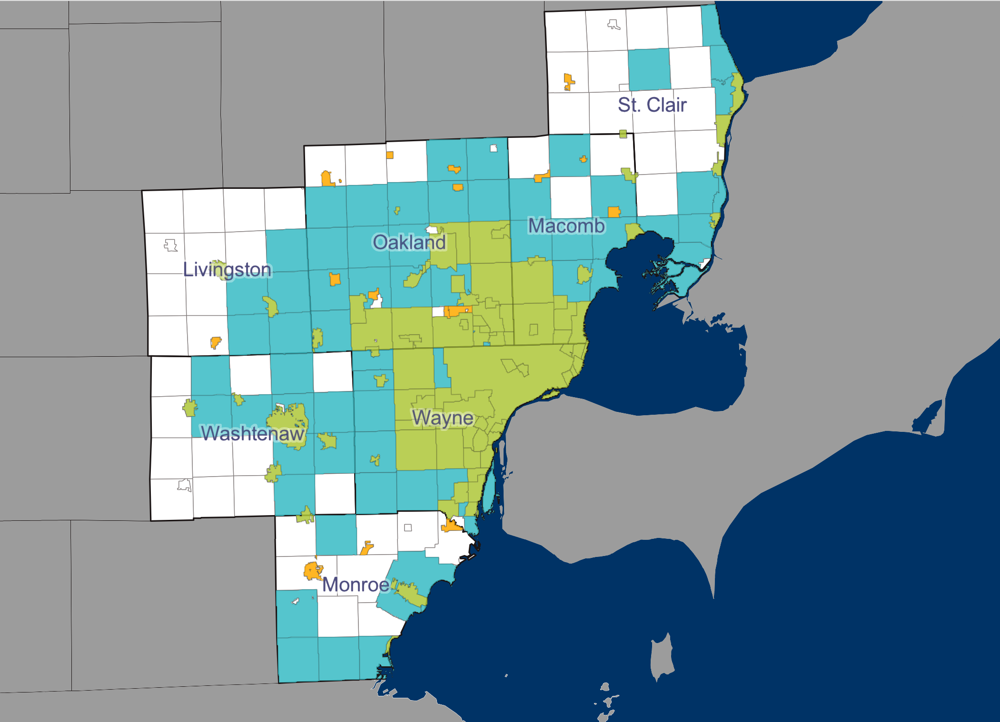 St. Clair
Macomb
Oakland
Livingston
Wayne
Washtenaw
Monroe